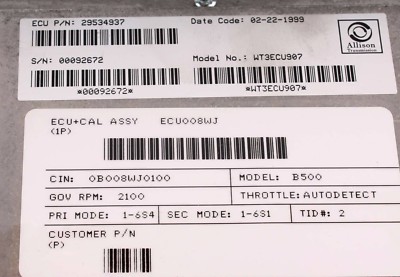 ECU P/N: 29534937 Date Code: 02-22-1999
Allison
Transmission
S/N: 00092672 Model No.: WT3ECU907
*00092672* *WT3ECU907*
ECU+CAL ASSY ECU008WJ
(1P)
CIN: 0B008WJ0100 MODEL: B500
GOV RPM: 2100 THROTTLE: AUTODETECT
PRI MODE: 1-6S4 SEC MODE: 1-6S1 TID#: 2
CUSTOMER P/N
(P)